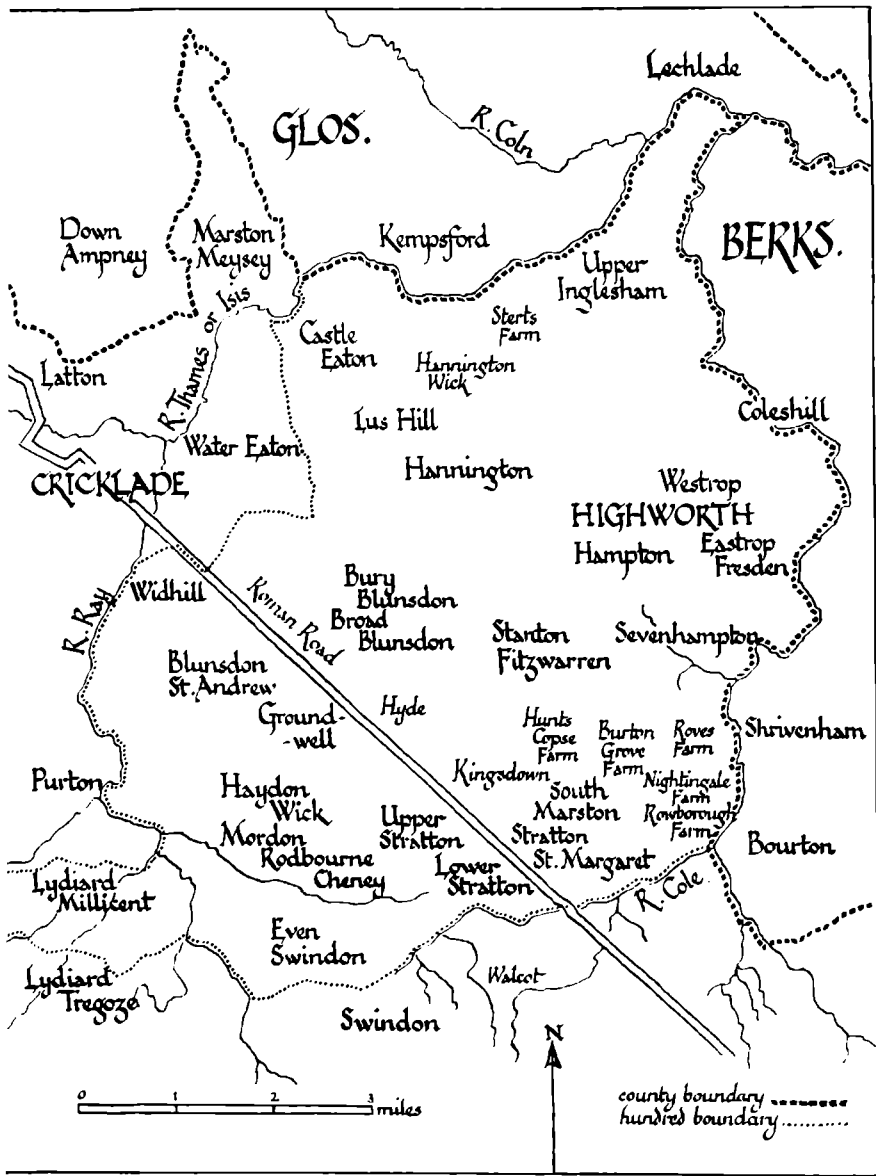 Lechlade
GLOS.
R. Coln
Down
Ampney
Marston
Meysey
Kempsford
BERKS.
Upper
Inglesham
R. Thames or Isis
Sterts
Farm
Castle
Eaton
Hannington
Wick
Latton
Lus Hill
Coleshill
Water Eaton
Hannington
CRICKLADE
Westrop
HIGHWORTH
Hampton
Eastrop
Fresden
Widhill
Roman Road
Bury
Blunsdon
Broad
Blunsdon
R. Ray
Stanton
Fitzwarren
Sevenhampton
Blunsdon
St. Andrew
Ground-
-well
Hyde
Hunts
Copse
Farm
Burton
Grove
Farm
Roves
Farm
Shrivenham
Purton
Haydon
Wick
Kingsdown
South
Marston
Nightingale
Farm
Rowborough
Farm
Mordon
Upper
Stratton
Stratton
St. Margaret
Bourton
Rodbourne
Cheney
Lower
Stratton
R. Cole
Lydiard
Millicent
Even
Swindon
Walcot
Lydiard
Tregoze
Swindon
N
0 1 2 3
miles
county boundary
hundred boundary